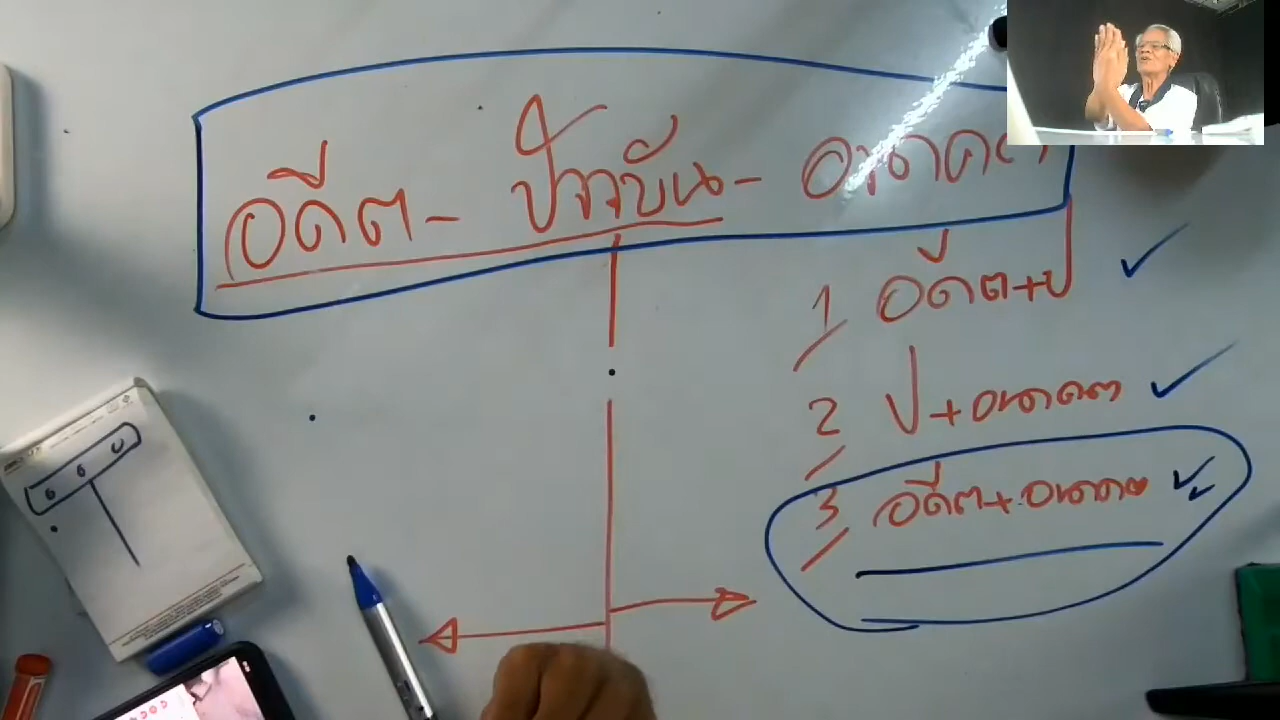 อดีต - ปัจจบัน - อนาคต
1 อดีต+ป
2 ป+อนาคต
3 อดีต+อนาคต